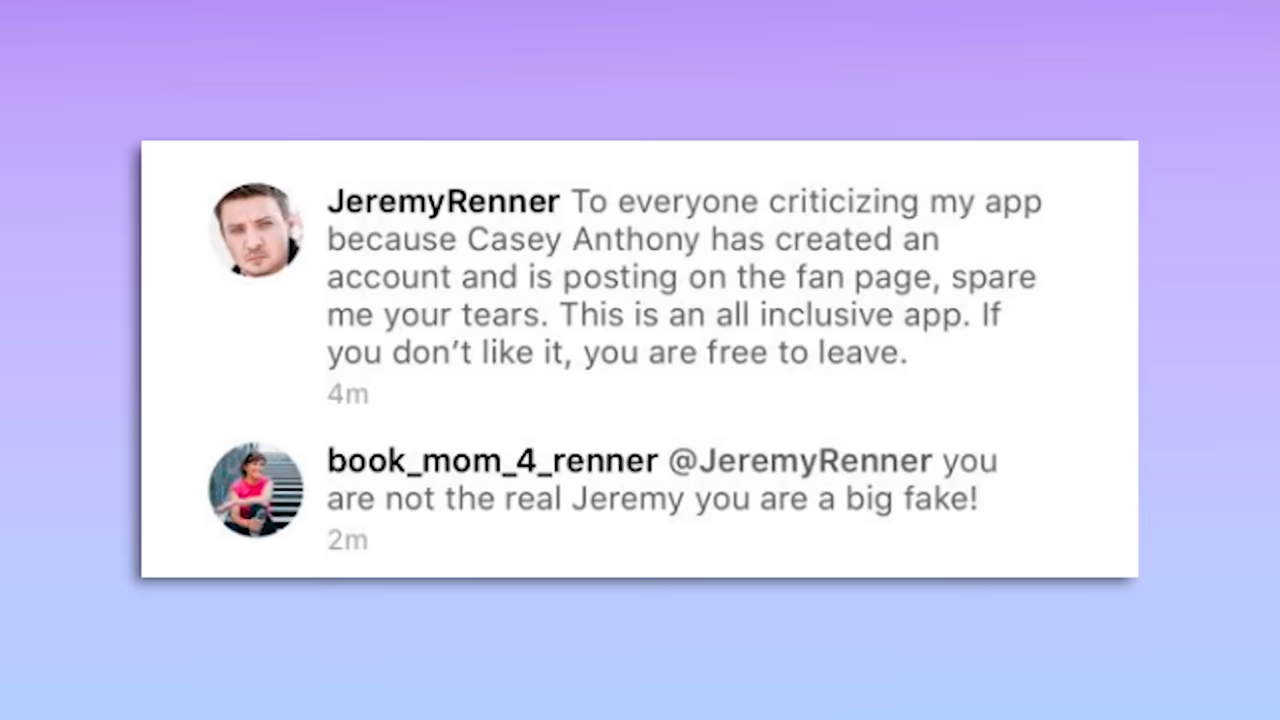 JeremyRenner To everyone criticizing my app
because Casey Anthony has created an
account and is posting on the fan page, spare
me your tears. This is an all inclusive app. If
you don’t like it, you are free to leave.
4m
book_mom_4_renner @JeremyRenner you
are not the real Jeremy you are a big fake!
2m